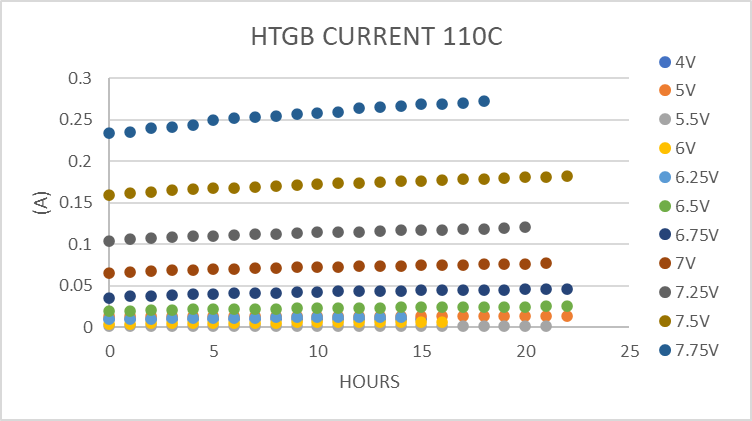 HTGB CURRENT 110C
0.3
0.25
0.2
0.15
0.1
0.05
0
(A)
0 5 10 15 20 25
HOURS
4V
5V
5.5V
6V
6.25V
6.5V
6.75V
7V
7.25V
7.5V
7.75V